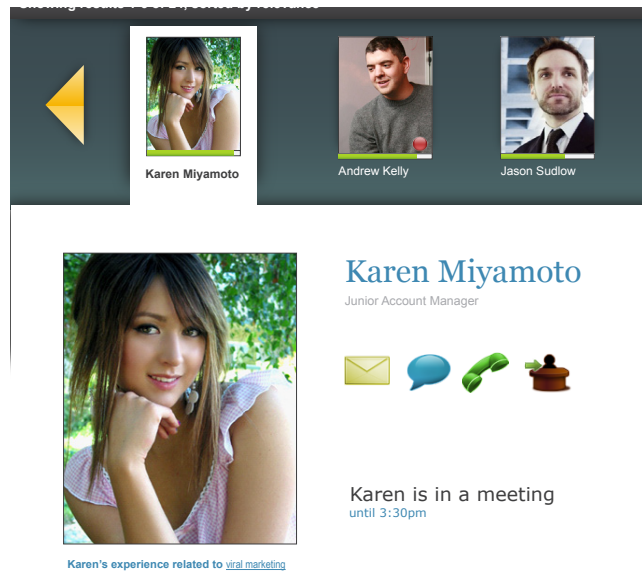 Karen Miyamoto
Andrew Kelly
Jason Sudlow
Karen Miyamoto
Junior Account Manager
Karen is in a meeting
until 3:30pm
Karen's experience related to viral marketing